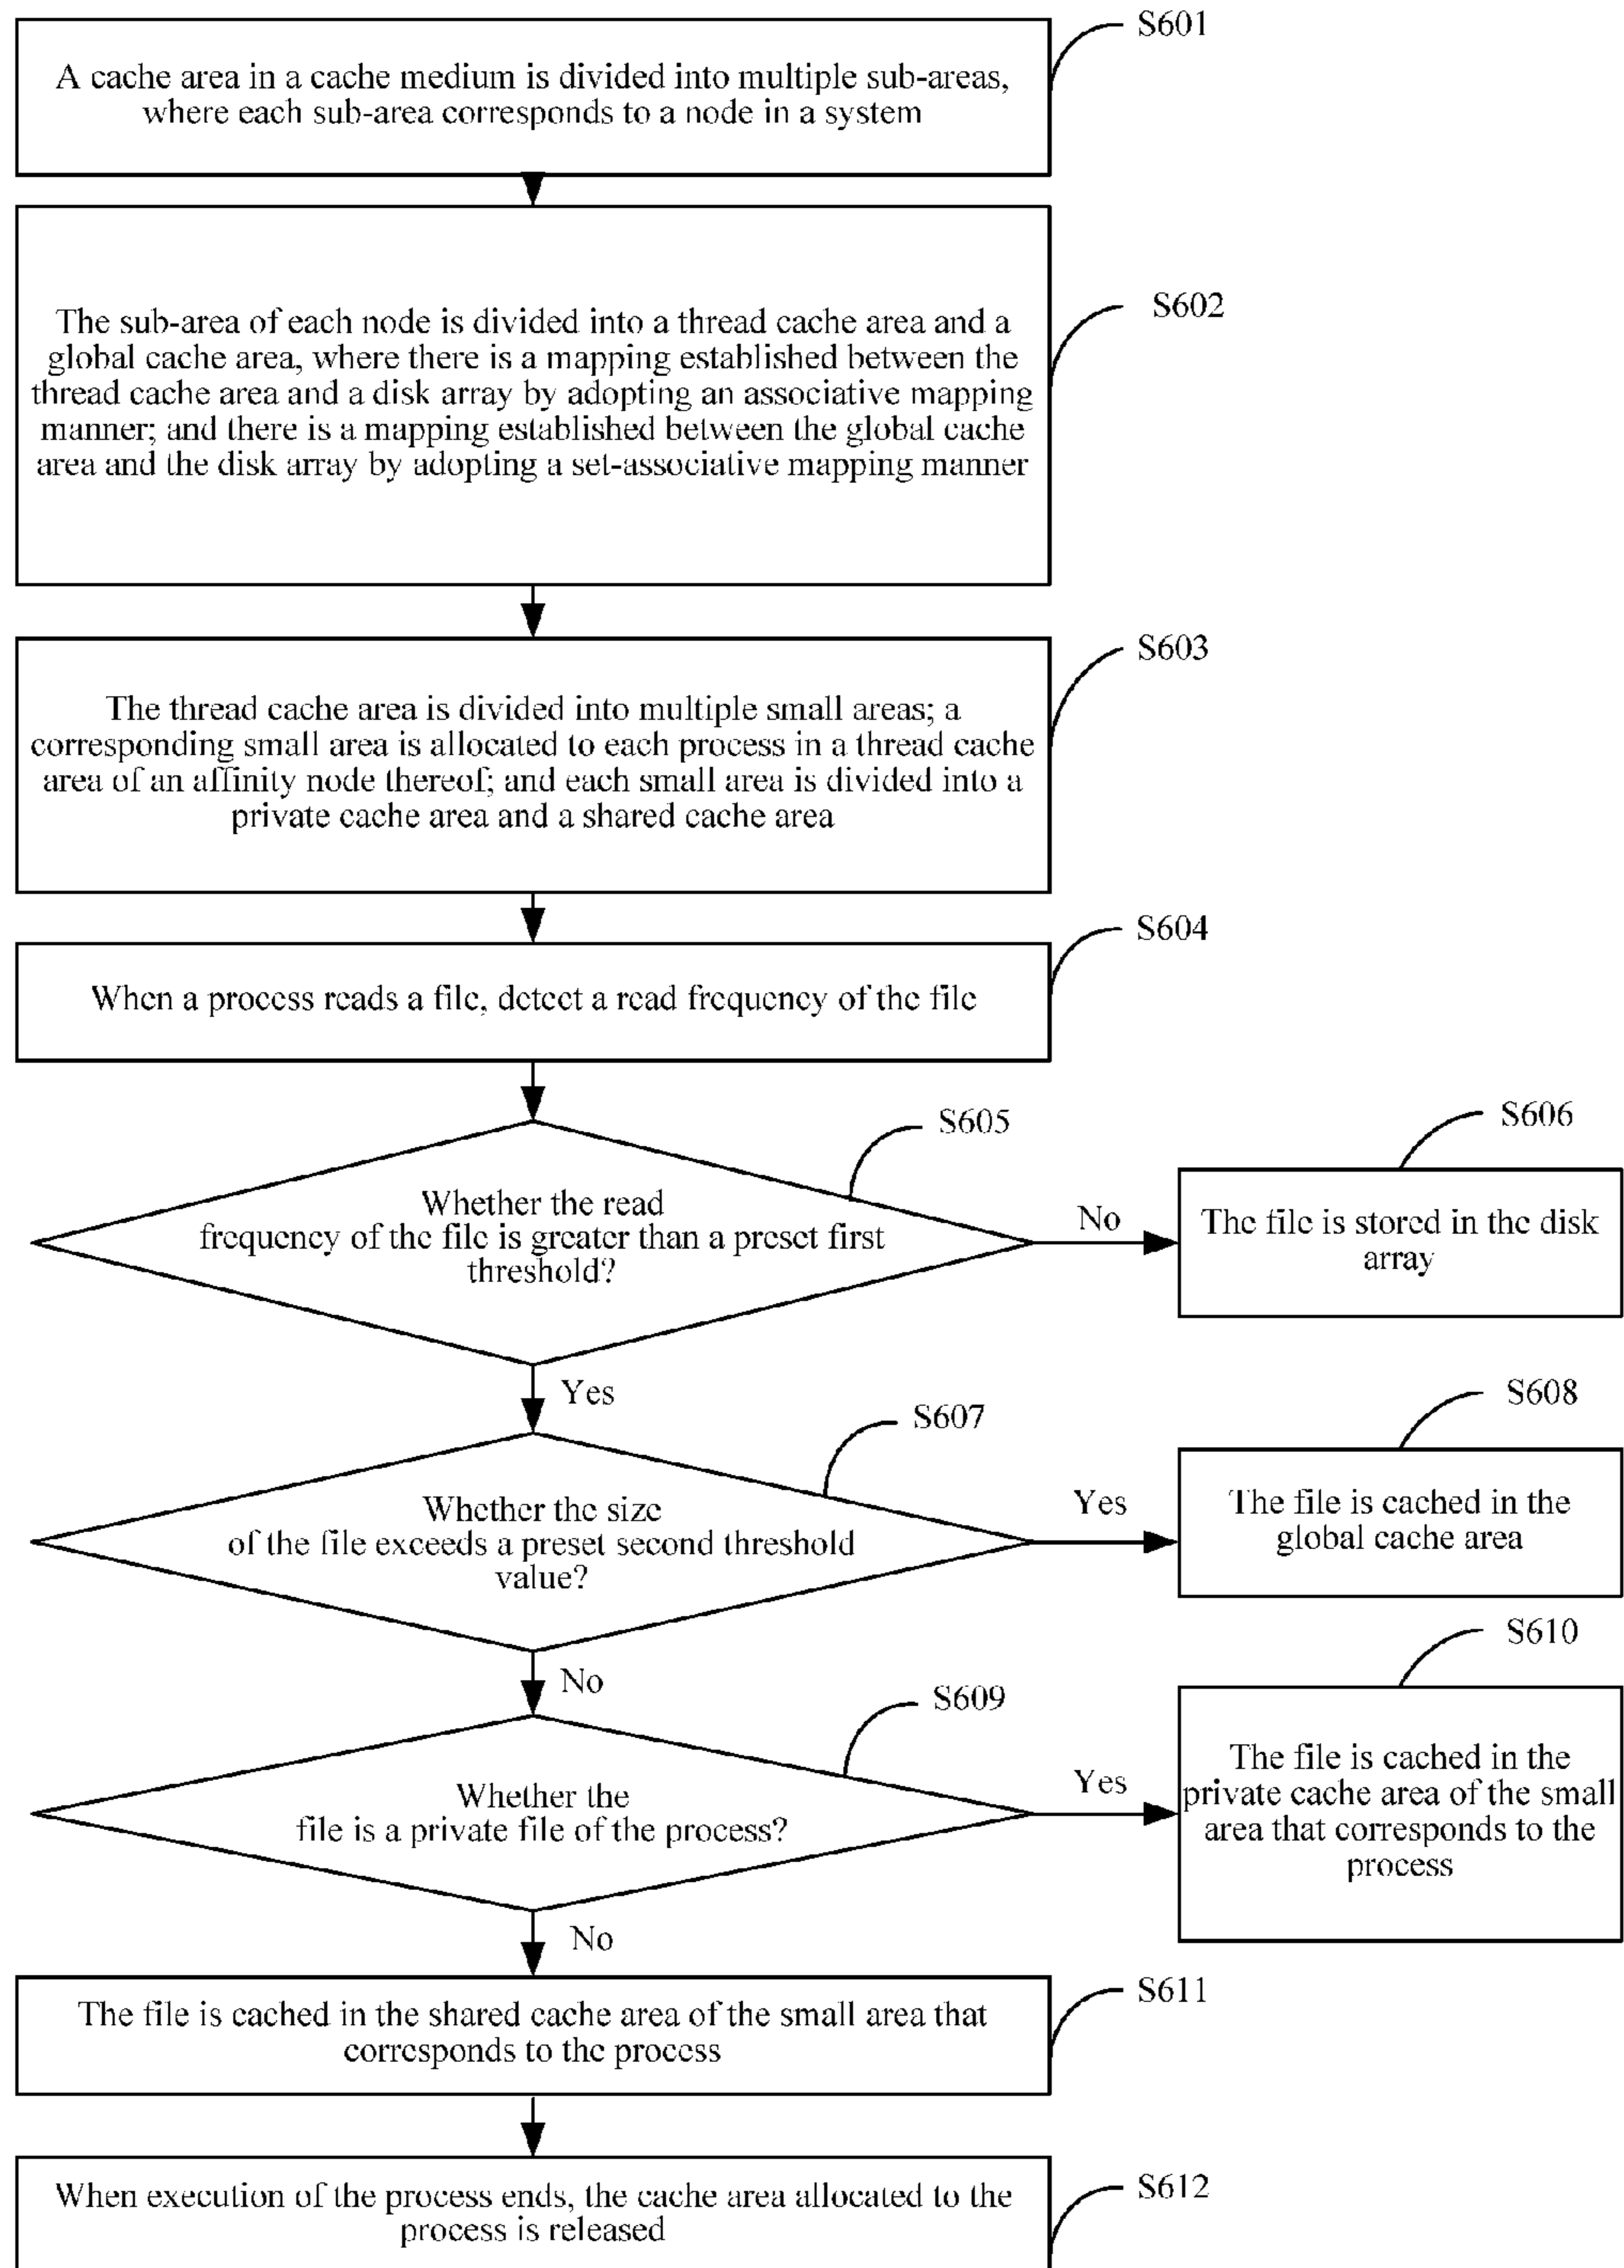 S601
A cache area in a cache medium is divided into multiple sub-areas,
where each sub-area corresponds to a node in a system
S602
The sub-area of each node is divided into a thread cache area and a
global cache area, where there is a mapping established between the
thread cache area and a disk array by adopting an associative mapping
manner; and there is a mapping established between the global cache
area and the disk array by adopting a set-associative mapping manner
S603
The thread cache area is divided into multiple small areas; a
corresponding small area is allocated to each process in a thread cache
area of an affinity node thereof; and each small area is divided into a
private cache area and a shared cache area
S604
When a process reads a file, detect a read frequency of the file
S605
Whether the read
frequency of the file is greater than a preset first
threshold?
No
S606
The file is stored in the disk
array
Yes
S607
Whether the size
of the file exceeds a preset second threshold
value?
Yes
S608
The file is cached in the
global cache area
No
S609
Whether the
file is a private file of the process?
Yes
S610
The file is cached in the
private cache area of the small
area that corresponds to the
process
No
S611
The file is cached in the shared cache area of the small area that
corresponds to the process
S612
When execution of the process ends, the cache area allocated to the
process is released